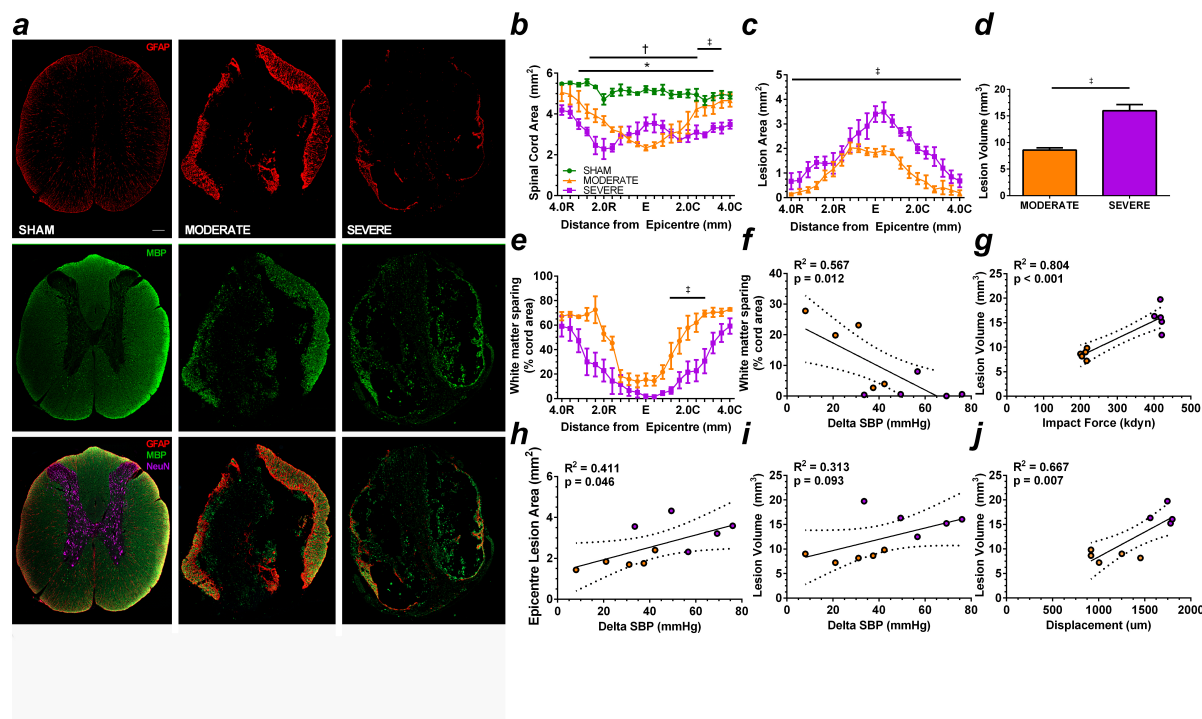 a
GFAP
SHAM
MODERATE
SEVERE
MBP
GFAP
MBP
NeuN
b
†
‡
*
Spinal Cord Area (mm2)
6
4
2
0
SHAM
MODERATE
SEVERE
4.0R 2.0R E 2.0C 4.0C
Distance from Epicentre (mm)
c
‡
Lesion Area (mm2)
5
4
3
2
1
0
4.0R 2.0R E 2.0C 4.0C
Distance from Epicentre (mm)
d
‡
Lesion Volume (mm3)
20
15
10
5
0
MODERATE SEVERE
e
‡
White matter sparing
(% cord area)
100
80
60
40
20
0
4.0R 2.0R E 2.0C 4.0C
Distance from Epicentre (mm)
f
R2 = 0.567
p = 0.012
White matter sparing
(% cord area)
40
30
20
10
0
0 20 40 60 80
Delta SBP (mmHg)
g
R2 = 0.804
p < 0.001
Lesion Volume (mm3)
25
20
15
10
5
0
0 100 200 300 400 500
Impact Force (kdyn)
h
R2 = 0.411
p = 0.046
Epicentre Lesion Area (mm2)
6
4
2
0
0 20 40 60 80
Delta SBP (mmHg)
i
R2 = 0.313
p = 0.093
Lesion Volume (mm3)
25
20
15
10
5
0
0 20 40 60 80
Delta SBP (mmHg)
j
R2 = 0.667
p = 0.007
Lesion Volume (mm3)
25
20
15
10
5
0
0 500 1000 1500 2000
Displacement (um)